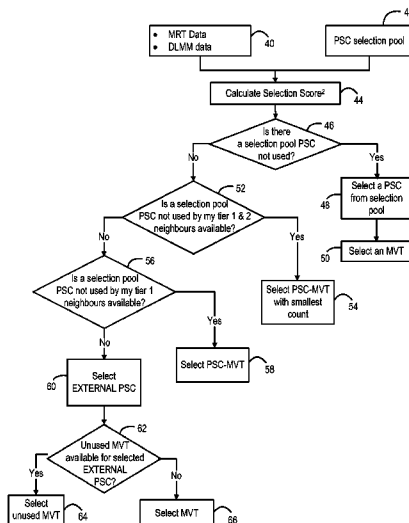 • MRT Data
• DLMM data
40
PSC selection pool
4
Calculate Selection Score²
44
46
Is there
a selection pool PSC
not used?
No
Yes
52
Is a selection pool
PSC not used by my tier 1 & 2
neighbours available?
48
Select a PSC
from selection
pool
50
Select an MVT
No
Yes
56
Is a selection pool
PSC not used by my tier 1
neighbours available?
Select PSC-MVT
with smallest
count
54
Yes
No
Select PSC-MVT
58
60
Select
EXTERNAL PSC
62
Unused MVT
available for selected
EXTERNAL
PSC?
Yes
No
Select
unused MVT
64
Select MVT
66